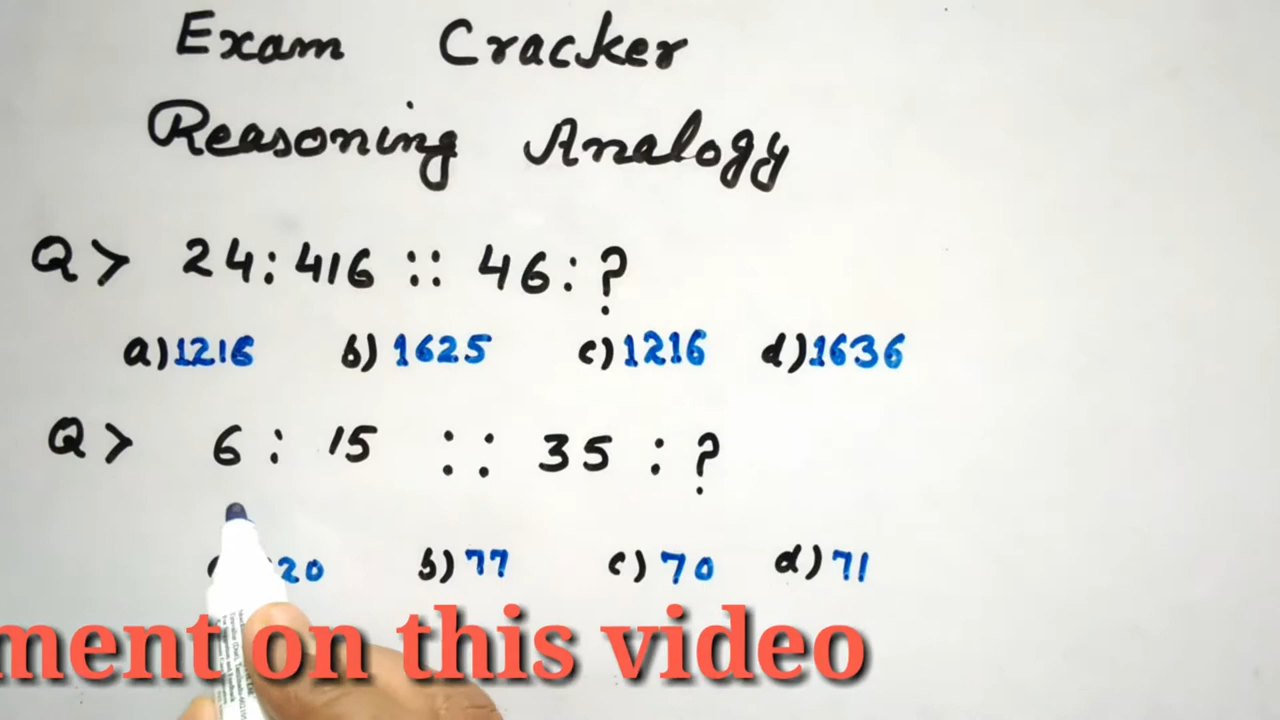 Exam Cracker
Reasoning Analogy
Q> 24:416 :: 46:?
a)1216 b) 1625 c)1216 d)1636
Q> 6: 15 :: 35 :?
20 b)77 c)70 d)71
ment on this video